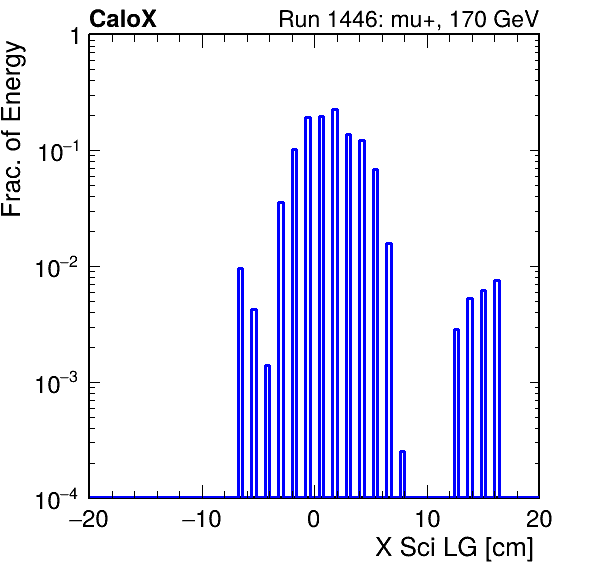 CaloX Run 1446: mu+, 170 GeV
Frac. of Energy
1
10⁻¹
10⁻²
10⁻³
10⁻⁴
−20 −10 0 10 20
X Sci LG [cm]